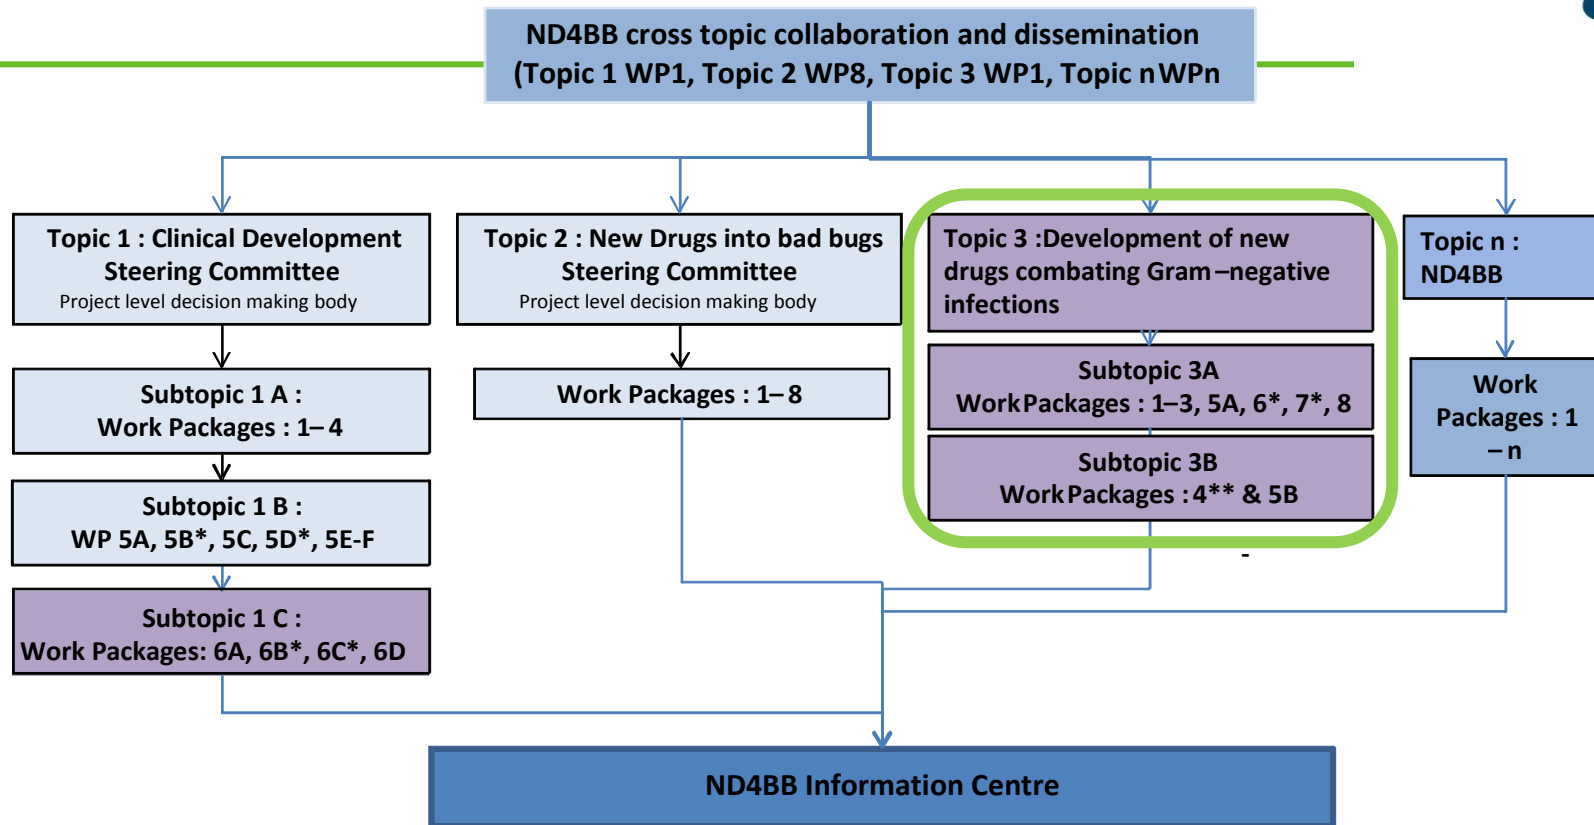 ND4BB cross topic collaboration and dissemination
(Topic 1 WP1, Topic 2 WP8, Topic 3 WP1, Topic n WPn
Topic 1 : Clinical Development
Steering Committee
Project level decision making body
Topic 2 : New Drugs into bad bugs
Steering Committee
Project level decision making body
Topic 3 :Development of new
drugs combating Gram–negative
infections
Topic n :
ND4BB
Subtopic 1 A :
Work Packages : 1– 4
Work Packages : 1– 8
Subtopic 3A
Work Packages : 1–3, 5A, 6*, 7*, 8
Work
Packages : 1
– n
Subtopic 3B
Work Packages : 4** & 5B
Subtopic 1 B :
WP 5A, 5B*, 5C, 5D*, 5E-F
-
Subtopic 1 C :
Work Packages: 6A, 6B*, 6C*, 6D
ND4BB Information Centre